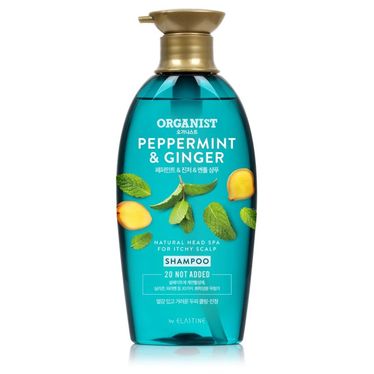 ORGANIST
오가니스트
PEPPERMINT
& GINGER
페퍼민트 & 진저 & 멘톨 샴푸
NATURAL HEAD SPA
FOR ITCHY SCALP
SHAMPOO
20 NOT ADDED
by ELASTINE